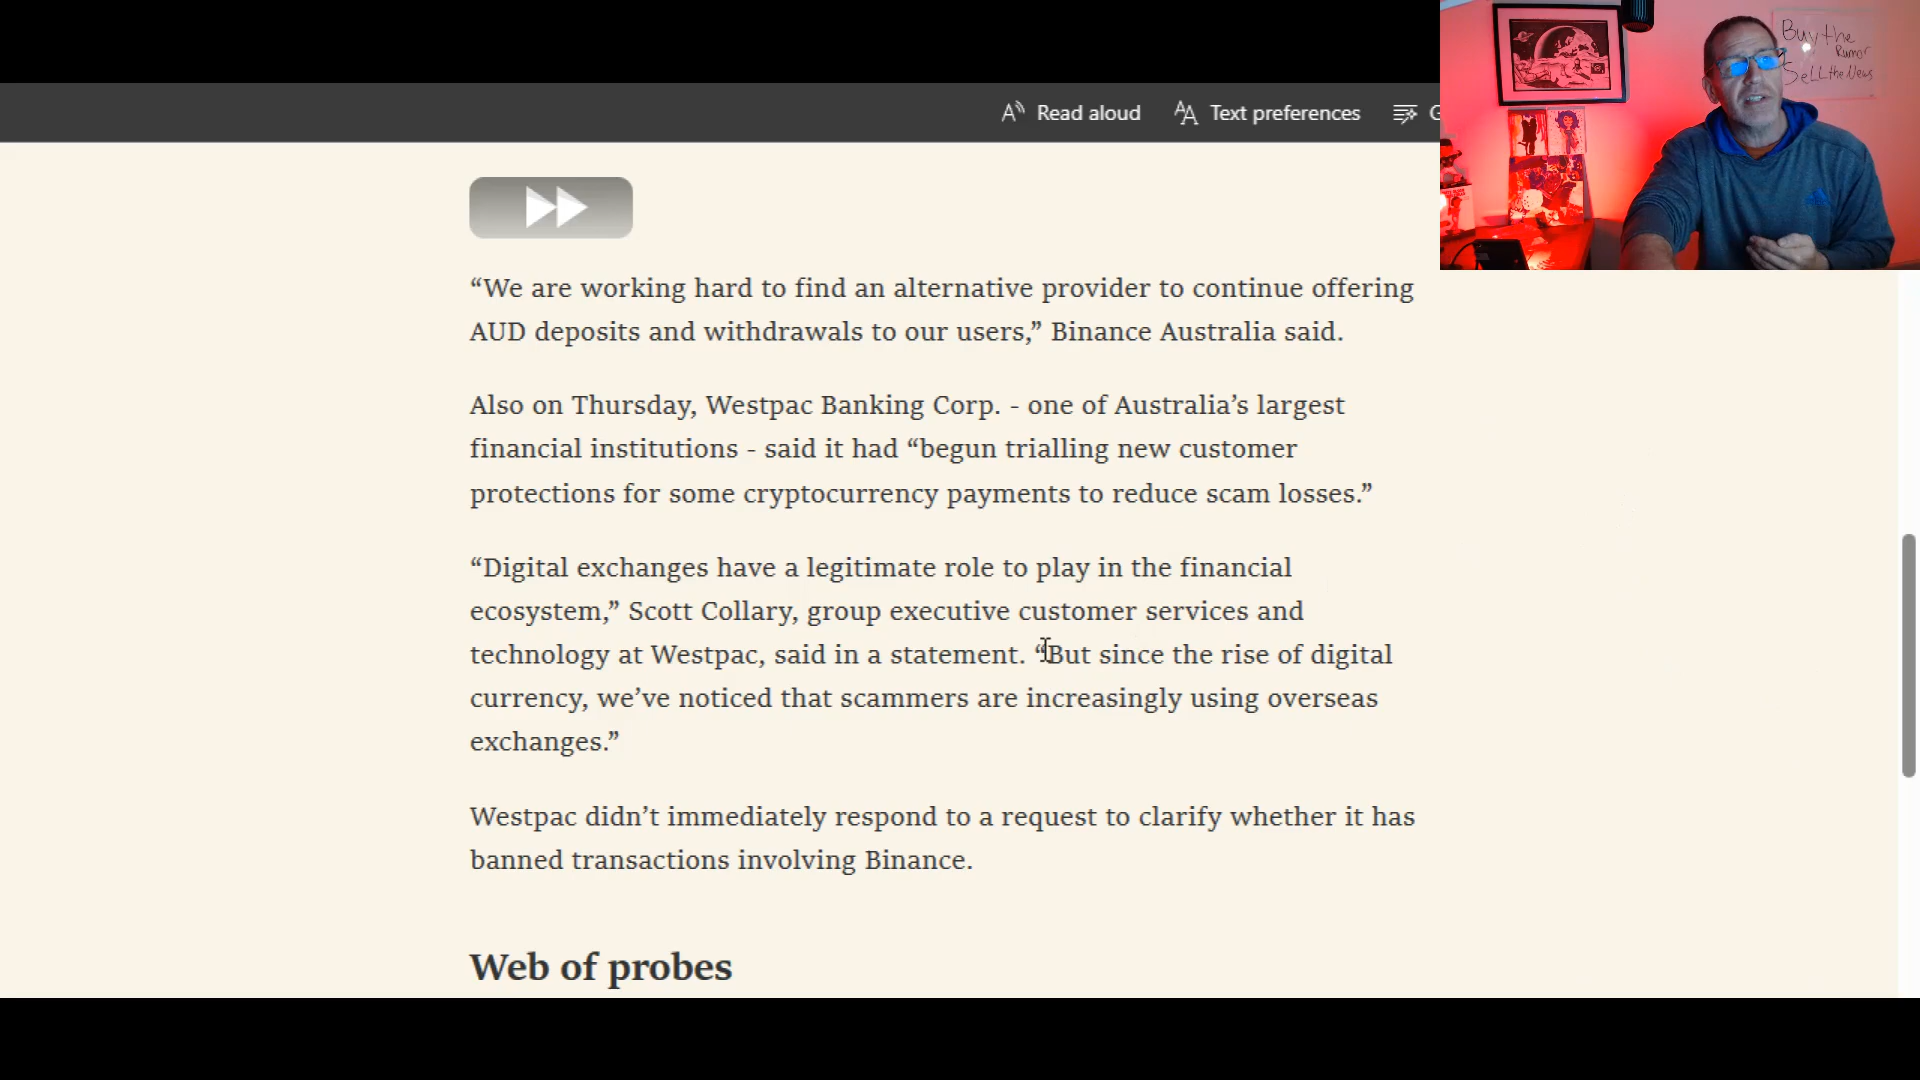 Read aloud
Text preferences
G
Buy the
Rumor
Sell the News
“We are working hard to find an alternative provider to continue offering
AUD deposits and withdrawals to our users,” Binance Australia said.
Also on Thursday, Westpac Banking Corp. - one of Australia’s largest
financial institutions - said it had “begun trialling new customer
protections for some cryptocurrency payments to reduce scam losses.”
“Digital exchanges have a legitimate role to play in the financial
ecosystem,” Scott Collary, group executive customer services and
technology at Westpac, said in a statement. “But since the rise of digital
currency, we’ve noticed that scammers are increasingly using overseas
exchanges.”
Westpac didn’t immediately respond to a request to clarify whether it has
banned transactions involving Binance.
Web of probes